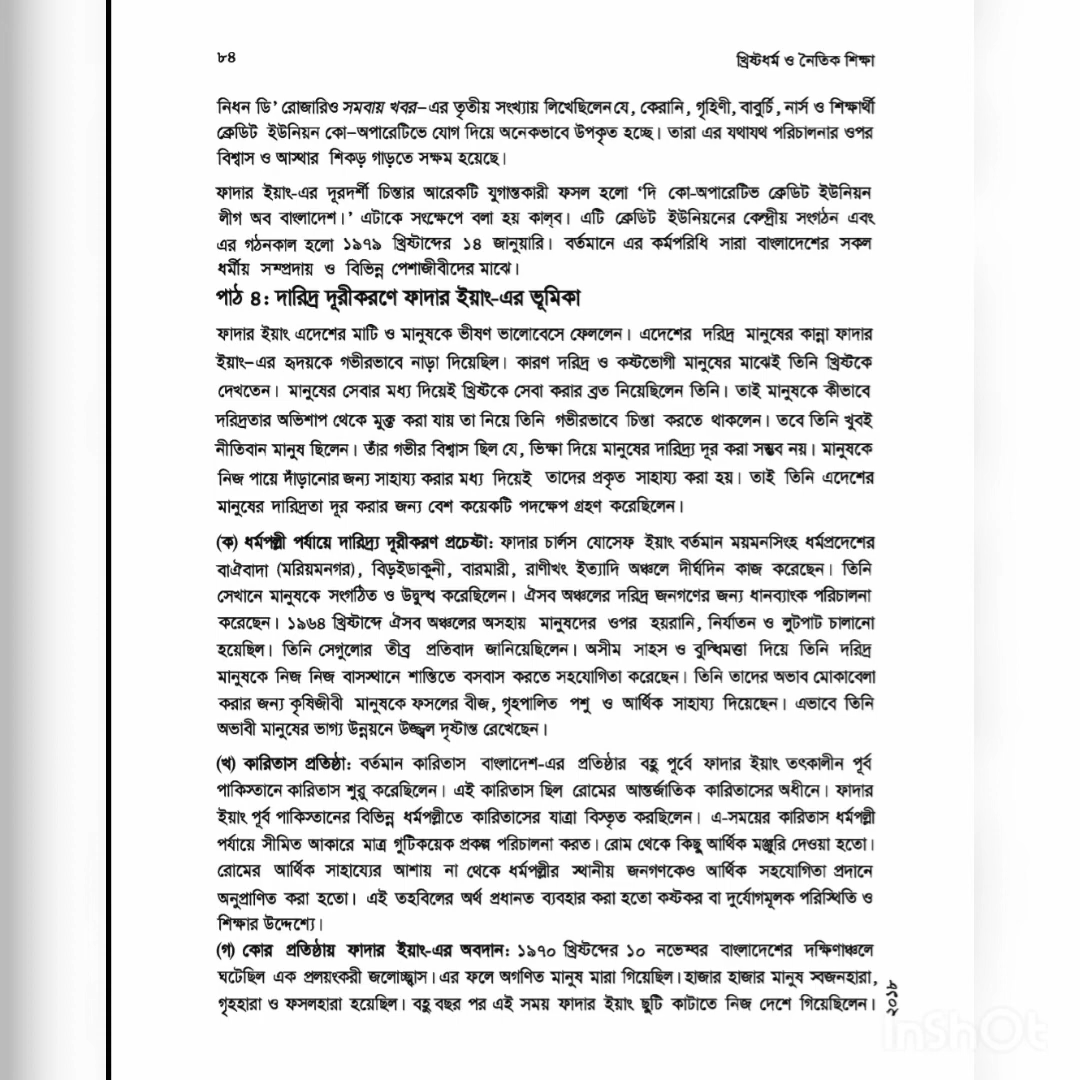 ৮৪
খ্রিষ্টধর্ম ও নৈতিক শিক্ষা
নিধন ডি' রোজারিও সমবায় খবর–এর তৃতীয় সংখ্যায় লিখেছিলেন যে, কেরানি, গৃহিণী, বাবুর্চি, নার্স ও শিক্ষার্থী
ক্রেডিট ইউনিয়ন কো–অপারেটিভে যোগ দিয়ে অনেকভাবে উপকৃত হচ্ছে। তারা এর যথাযথ পরিচালনার ওপর
বিশ্বাস ও আস্থার শিকড় গাড়তে সক্ষম হয়েছে।
ফাদার ইয়াং-এর দূরদর্শী চিন্তার আরেকটি যুগান্তকারী ফসল হলো ‘দি কো-অপারেটিভ ক্রেডিট ইউনিয়ন
লীগ অব বাংলাদেশ।’ এটাকে সংক্ষেপে বলা হয় কাল্‌ব। এটি ক্রেডিট ইউনিয়নের কেন্দ্রীয় সংগঠন এবং
এর গঠনকাল হলো ১৯৭৯ খ্রিষ্টাব্দের ১৪ জানুয়ারি। বর্তমানে এর কর্মপরিধি সারা বাংলাদেশের সকল
ধর্মীয় সম্প্রদায় ও বিভিন্ন পেশাজীবীদের মাঝে।
পাঠ ৪: দারিদ্র দূরীকরণে ফাদার ইয়াং-এর ভূমিকা
ফাদার ইয়াং এদেশের মাটি ও মানুষকে ভীষণ ভালোবেসে ফেললেন। এদেশের দরিদ্র মানুষের কান্না ফাদার
ইয়াং–এর হৃদয়কে গভীরভাবে নাড়া দিয়েছিল। কারণ দরিদ্র ও কষ্টভোগী মানুষের মাঝেই তিনি খ্রিষ্টকে
দেখতেন। মানুষের সেবার মধ্য দিয়েই খ্রিষ্টকে সেবা করার ব্রত নিয়েছিলেন তিনি। তাই মানুষকে কীভাবে
দরিদ্রতার অভিশাপ থেকে মুক্ত করা যায় তা নিয়ে তিনি গভীরভাবে চিন্তা করতে থাকলেন। তবে তিনি খুবই
নীতিবান মানুষ ছিলেন। তাঁর গভীর বিশ্বাস ছিল যে, ভিক্ষা দিয়ে মানুষের দারিদ্র্য দূর করা সম্ভব নয়। মানুষকে
নিজ পায়ে দাঁড়ানোর জন্য সাহায্য করার মধ্য দিয়েই তাদের প্রকৃত সাহায্য করা হয়। তাই তিনি এদেশের
মানুষের দারিদ্রতা দূর করার জন্য বেশ কয়েকটি পদক্ষেপ গ্রহণ করেছিলেন।
(ক) ধর্মপল্লী পর্যায়ে দারিদ্র্য দূরীকরণ প্রচেষ্টা: ফাদার চার্লস যোসেফ ইয়াং বর্তমান ময়মনসিংহ ধর্মপ্রদেশের
বাঐবাদা (মরিয়মনগর), বিড়ইডাকুনী, বারমারী, রাণীখং ইত্যাদি অঞ্চলে দীর্ঘদিন কাজ করেছেন। তিনি
সেখানে মানুষকে সংগঠিত ও উদ্বুদ্ধ করেছিলেন। ঐসব অঞ্চলের দরিদ্র জনগণের জন্য ধানব্যাংক পরিচালনা
করেছেন। ১৯৬৪ খ্রিষ্টাব্দে ঐসব অঞ্চলের অসহায় মানুষদের ওপর হয়রানি, নির্যাতন ও লুটপাট চালানো
হয়েছিল। তিনি সেগুলোর তীব্র প্রতিবাদ জানিয়েছিলেন। অসীম সাহস ও বুদ্ধিমত্তা দিয়ে তিনি দরিদ্র
মানুষকে নিজ নিজ বাসস্থানে শান্তিতে বসবাস করতে সহযোগিতা করেছেন। তিনি তাদের অভাব মোকাবেলা
করার জন্য কৃষিজীবী মানুষকে ফসলের বীজ, গৃহপালিত পশু ও আর্থিক সাহায্য দিয়েছেন। এভাবে তিনি
অভাবী মানুষের ভাগ্য উন্নয়নে উজ্জ্বল দৃষ্টান্ত রেখেছেন।
(খ) কারিতাস প্রতিষ্ঠা: বর্তমান কারিতাস বাংলাদেশ-এর প্রতিষ্ঠার বহু পূর্বে ফাদার ইয়াং তৎকালীন পূর্ব
পাকিস্তানে কারিতাস শুরু করেছিলেন। এই কারিতাস ছিল রোমের আন্তর্জাতিক কারিতাসের অধীনে। ফাদার
ইয়াং পূর্ব পাকিস্তানের বিভিন্ন ধর্মপল্লীতে কারিতাসের যাত্রা বিস্তৃত করছিলেন। এ-সময়ের কারিতাস ধর্মপল্লী
পর্যায়ে সীমিত আকারে মাত্র গুটিকয়েক প্রকল্প পরিচালনা করত। রোম থেকে কিছু আর্থিক মঞ্জুরি দেওয়া হতো।
রোমের আর্থিক সাহায্যের আশায় না থেকে ধর্মপল্লীর স্থানীয় জনগণকেও আর্থিক সহযোগিতা প্রদানে
অনুপ্রাণিত করা হতো। এই তহবিলের অর্থ প্রধানত ব্যবহার করা হতো কষ্টকর বা দুর্যোগমূলক পরিস্থিতি ও
শিক্ষার উদ্দেশ্যে।
(গ) কোর প্রতিষ্ঠায় ফাদার ইয়াং-এর অবদান: ১৯৭০ খ্রিষ্টব্দের ১০ নভেম্বর বাংলাদেশের দক্ষিণাঞ্চলে
ঘটেছিল এক প্রলয়ংকরী জলোচ্ছ্বাস। এর ফলে অগণিত মানুষ মারা গিয়েছিল। হাজার হাজার মানুষ স্বজনহারা,
গৃহহারা ও ফসলহারা হয়েছিল। বহু বছর পর এই সময় ফাদার ইয়াং ছুটি কাটাতে নিজ দেশে গিয়েছিলেন।
২০১৮
InShOt